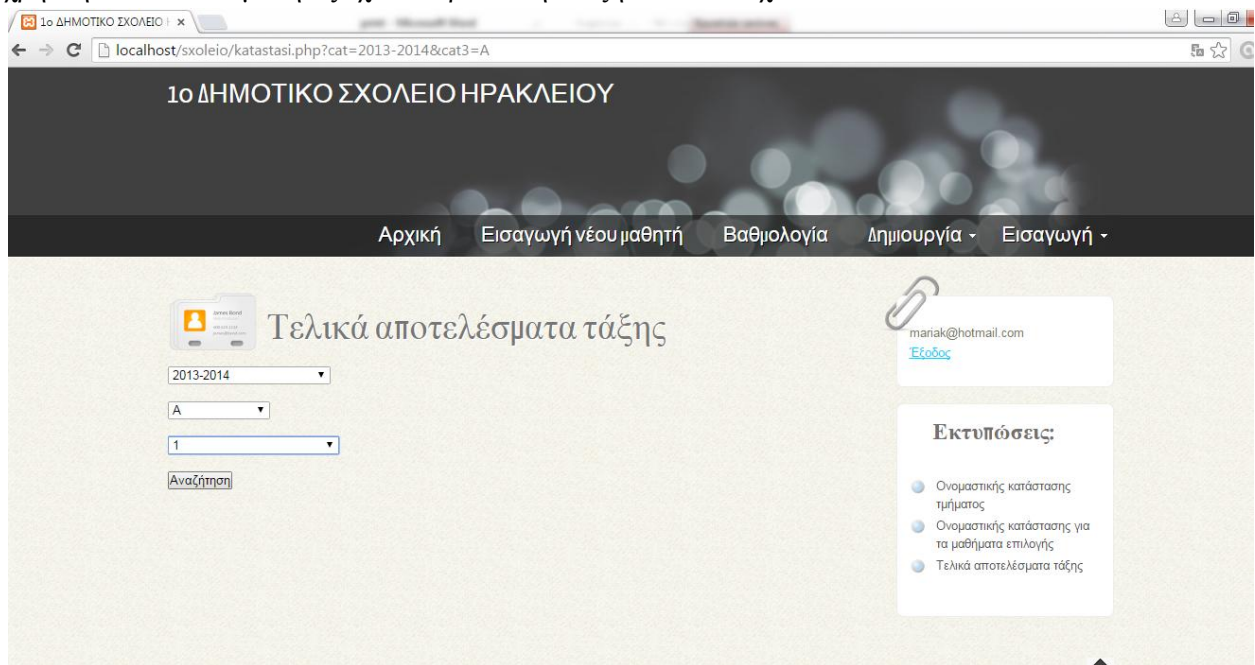 1ο ΔΗΜΟΤΙΚΟ ΣΧΟΛΕΙΟ
localhost/sxoleio/katastasi.php?cat=2013-2014&cat3=A
1ο ΔΗΜΟΤΙΚΟ ΣΧΟΛΕΙΟ ΗΡΑΚΛΕΙΟΥ
Αρχική Εισαγωγή νέου μαθητή Βαθμολογία Δημιουργία Εισαγωγή
Τελικά αποτελέσματα τάξης
2013-2014
Α
1
Αναζήτηση
mariak@hotmail.com
Έξοδος
Εκτυπώσεις:
Ονομαστικής κατάστασης
τμήματος
Ονομαστικής κατάστασης για
τα μαθήματα επιλογής
Τελικά αποτελέσματα τάξης